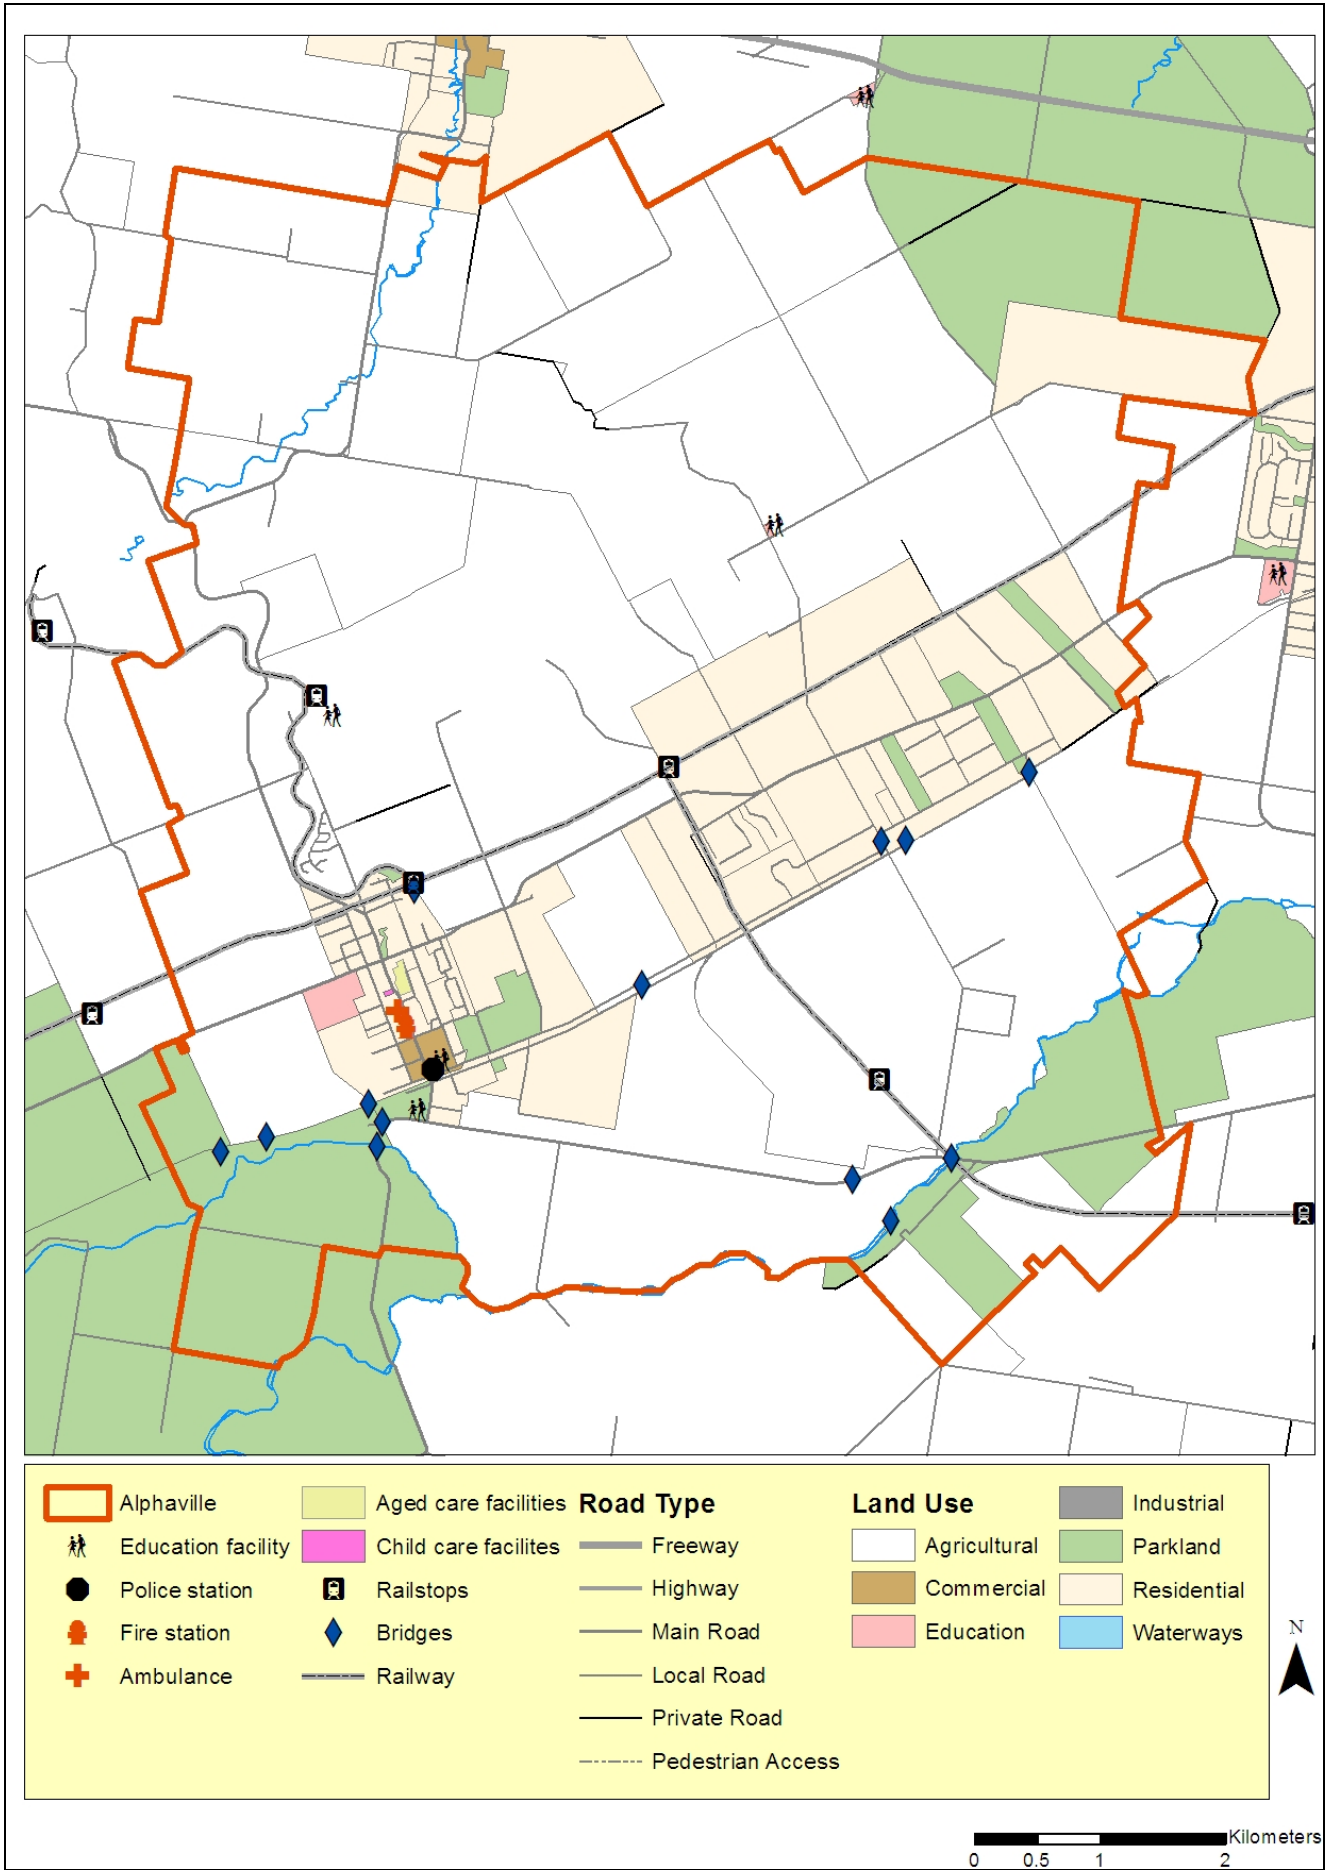 Alphaville
Education facility
Police station
Fire station
Ambulance
Aged care facilities
Child care facilites
Railstops
Bridges
Railway
Road Type
Freeway
Highway
Main Road
Local Road
Private Road
Pedestrian Access
Land Use
Agricultural
Commercial
Education
Industrial
Parkland
Residential
Waterways
N
Kilometers
0 0.5 1 2